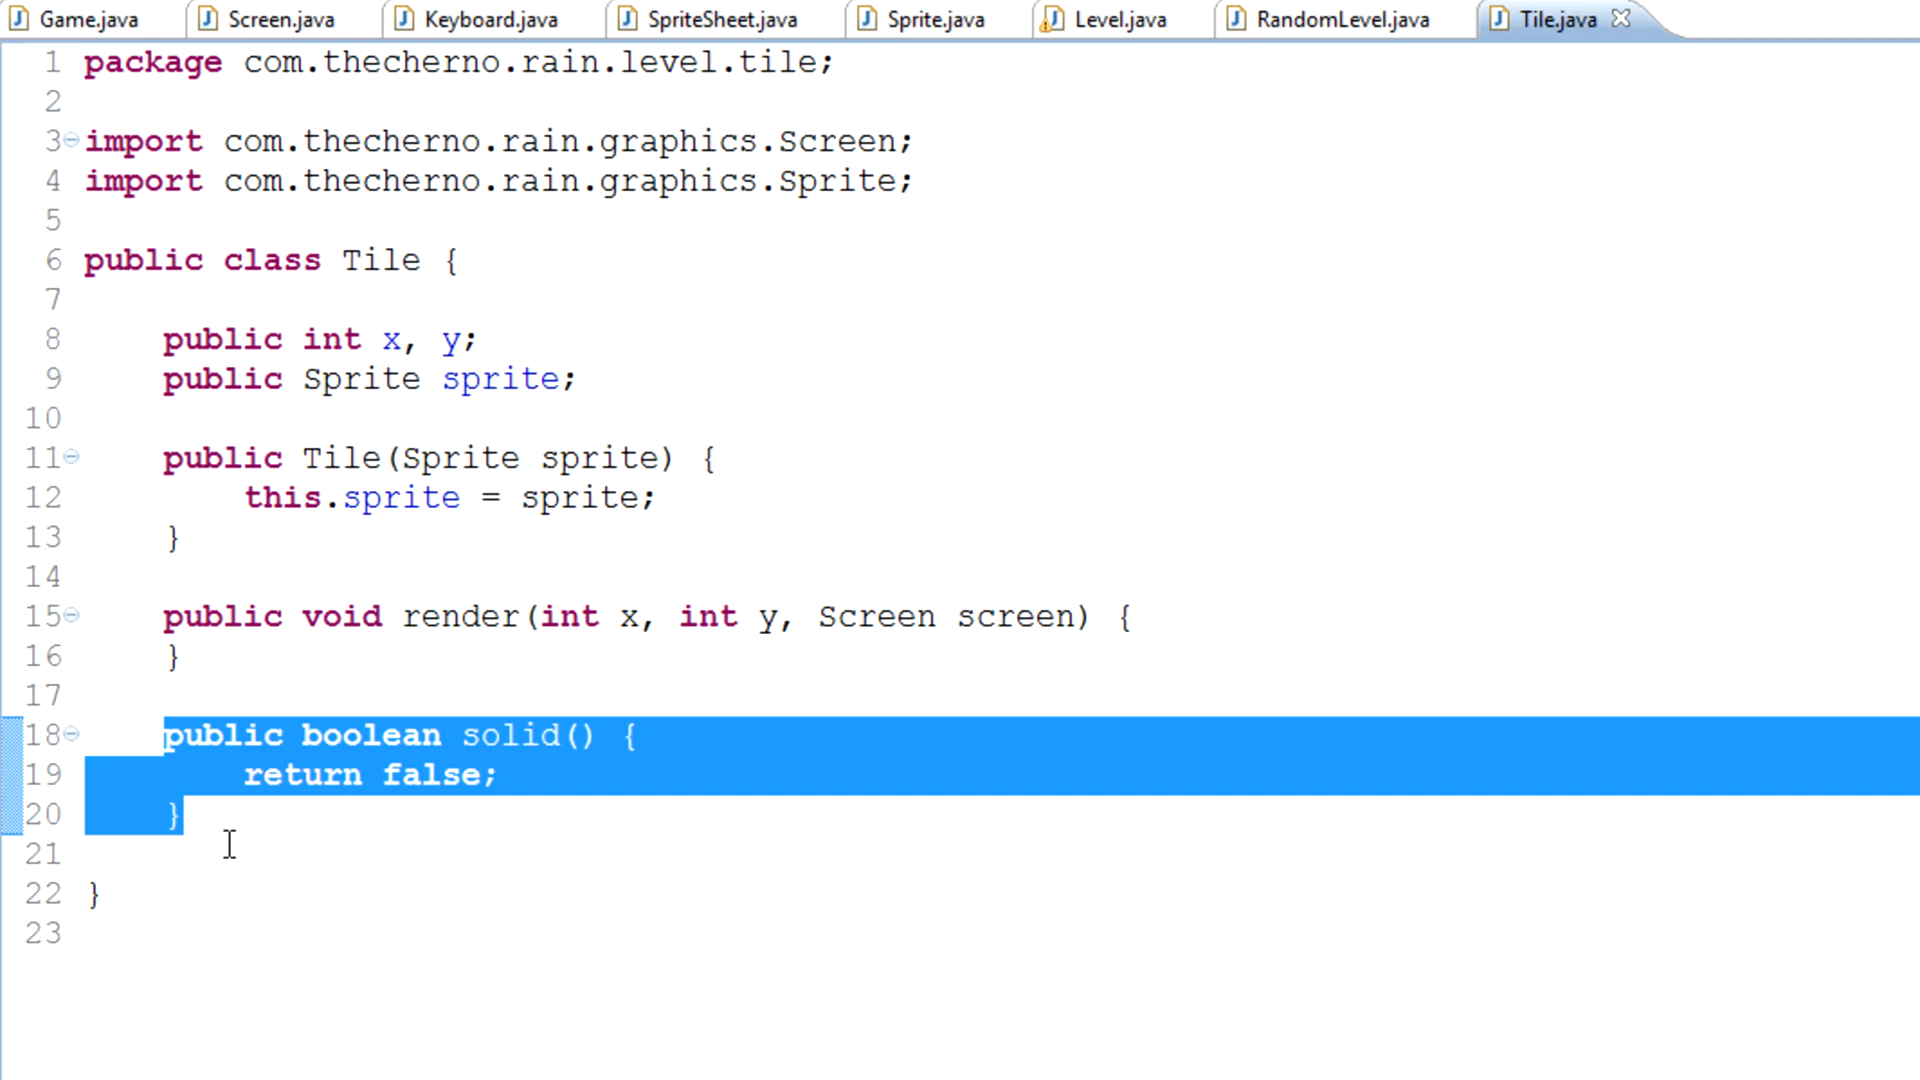 Game.java Screen.java Keyboard.java SpriteSheet.java Sprite.java Level.java RandomLevel.java Tile.java
1 package com.thecherno.rain.level.tile;
2
3 import com.thecherno.rain.graphics.Screen;
4 import com.thecherno.rain.graphics.Sprite;
5
6 public class Tile {
7
8 public int x, y;
9 public Sprite sprite;
10
11 public Tile(Sprite sprite) {
12 this.sprite = sprite;
13 }
14
15 public void render(int x, int y, Screen screen) {
16 }
17
18 public boolean solid() {
19 return false;
20 }
21
22 }
23